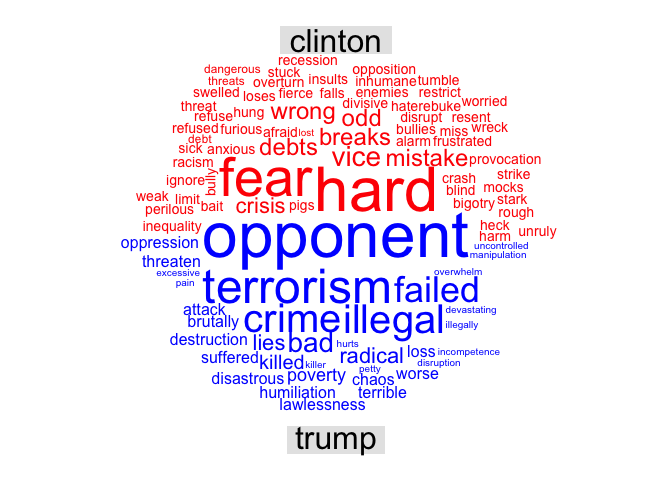 clinton
recession
dangerous stuck opposition
threats overturn insults inhumane tumble
swelled loses fierce falls enemies restrict
threat hung wrong odd divisive hate rebuke worried
refuse disrupt resent
refused furious afraid lost breaks bullies miss wreck
debt
sick anxious debts alarm frustrated
racism vice mistake provocation
ignore bully fear hard crash strike
blind mocks
weak limit bigotry stark
perilous bait crisis pigs rough
inequality heck unruly
harm
oppression opponent uncontrolled
manipulation
threaten
excessive terrorism failed overwhelm
pain
attack devastating
brutally crime illegal illegally
destruction lies bad hurts
suffered killed radical loss incompetence
killer disruption
disastrous poverty petty chaos worse
humiliation terrible
lawlessness
trump